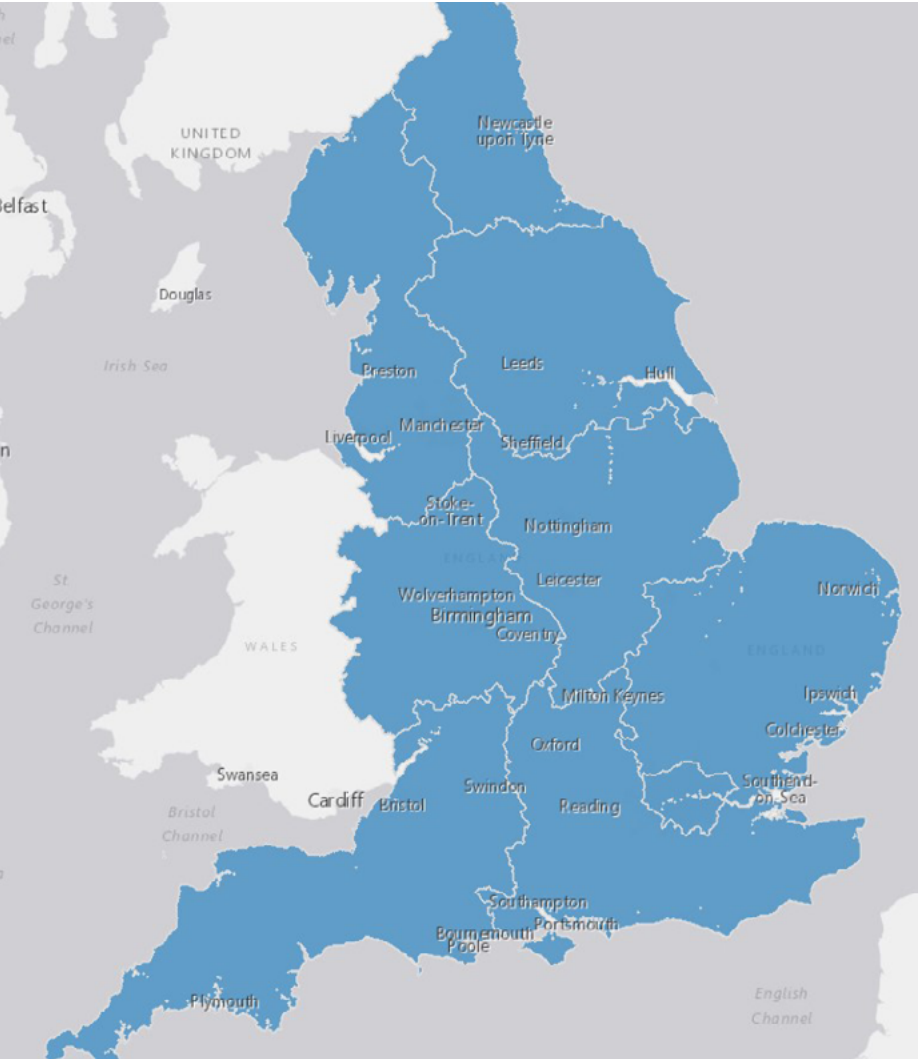 Newcastle
upon Tyne
UNITED
KINGDOM
Belfast
Douglas
Irish Sea
Leeds
Hull
Preston
Manchester
Liverpool
Sheffield
Stoke-
on-Trent
Nottingham
ENGLAND
Leicester
Norwich
St
George's
Channel
Wolverhampton
Birmingham
Coventry
WALES
ENGLAND
Milton Keynes
Ipswich
Colchester
Oxford
Swansea
Southend-
on-Sea
Swindon
Cardiff
Bristol
Reading
Bristol
Channel
Southampton
Portsmouth
Bournemouth
Poole
Plymouth
English
Channel